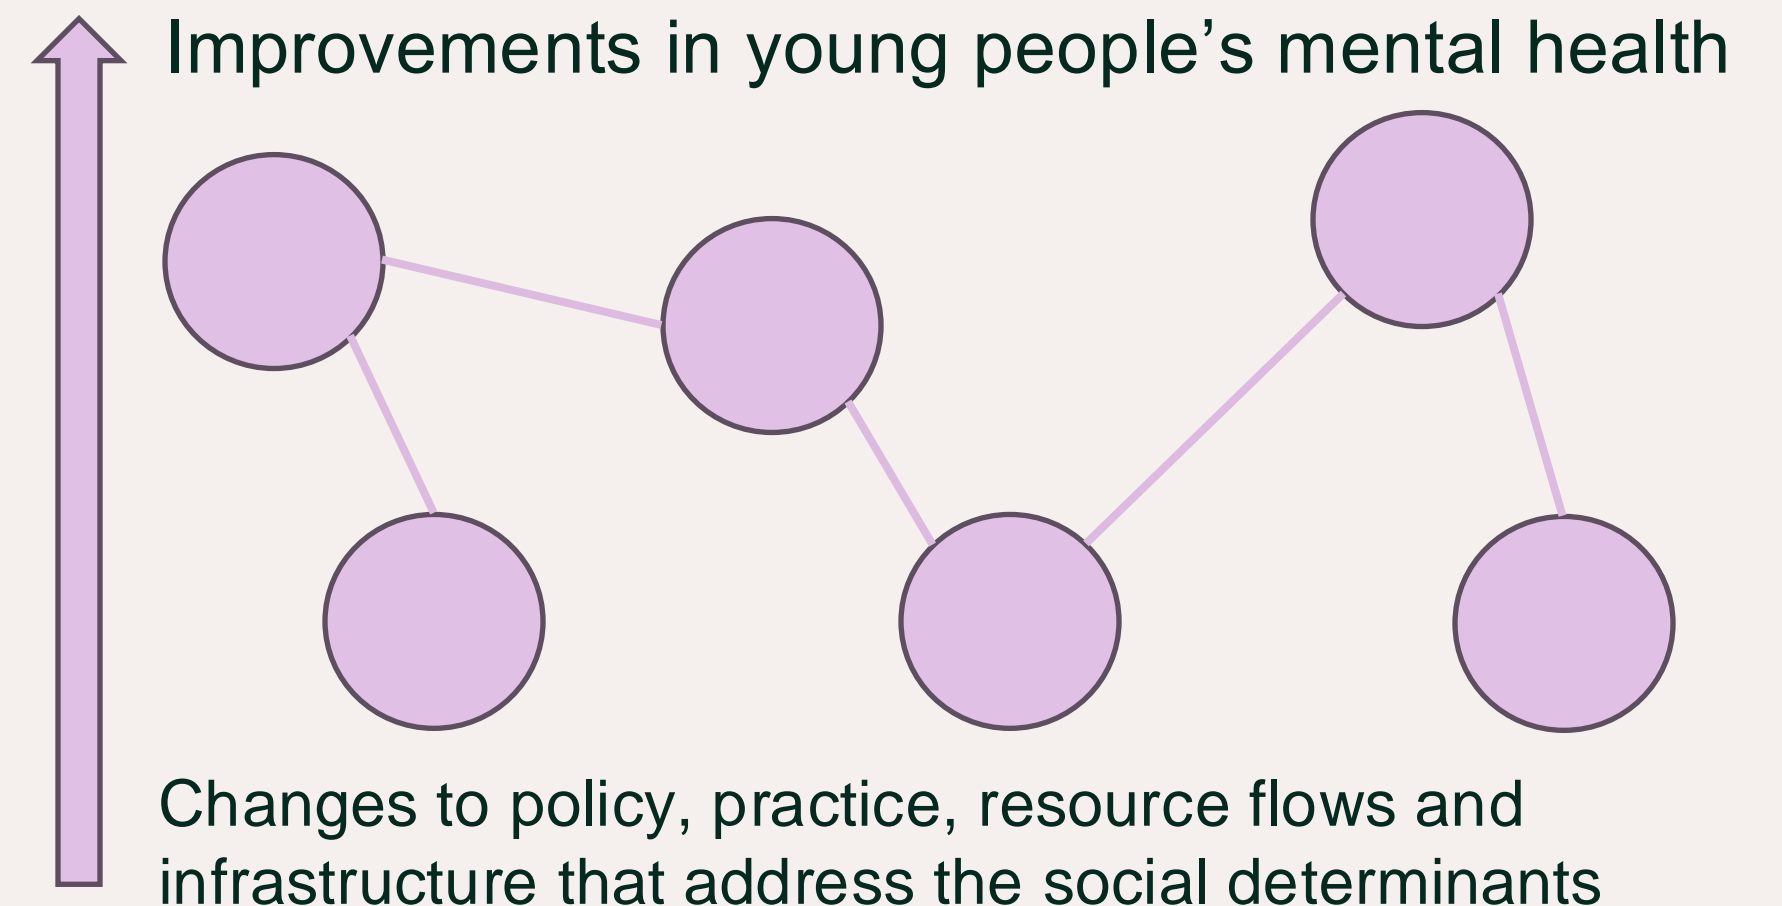 Improvements in young people’s mental health
Changes to policy, practice, resource flows and
infrastructure that address the social determinants